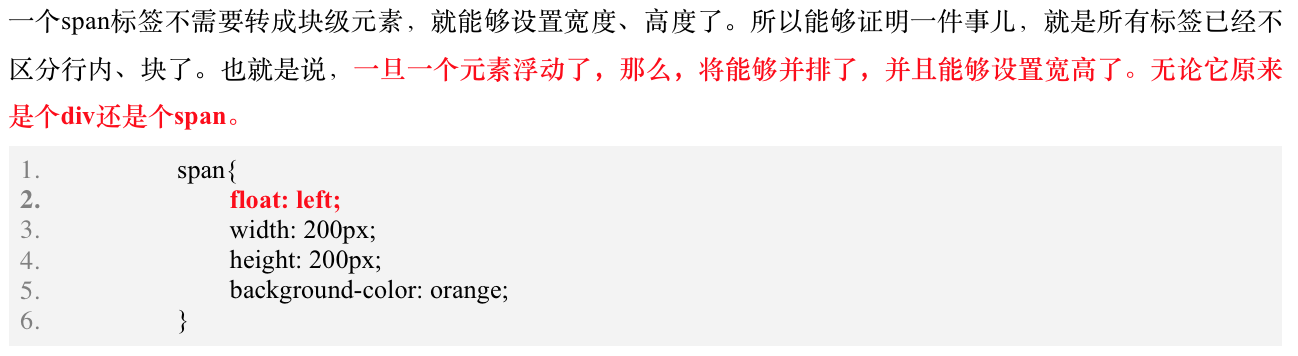 一个span标签不需要转成块级元素，就能够设置宽度、高度了。所以能够证明一件事儿，就是所有标签已经不
区分行内、块了。也就是说，一旦一个元素浮动了，那么，将能够并排了，并且能够设置宽高了。无论它原来
是个div还是个span。
1. span{
2. float: left;
3. width: 200px;
4. height: 200px;
5. background-color: orange;
6. }